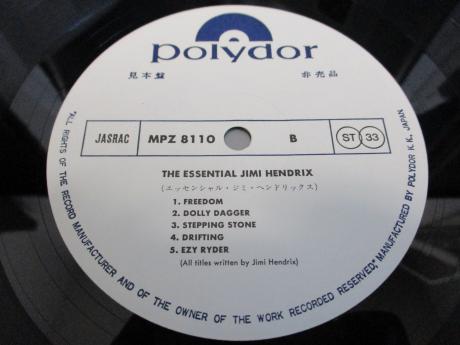 polydor
見本盤 非売品
JASRAC MPZ 8110 B ST 33
THE ESSENTIAL JIMI HENDRIX
(エッセンシャル・ジミ・ヘンドリックス)
1. FREEDOM
2. DOLLY DAGGER
3. STEPPING STONE
4. DRIFTING
5. EZY RYDER
(All titles written by Jimi Hendrix)
"ALL RIGHTS OF THE RECORD MANUFACTURER AND OF THE OWNER OF THE WORK RECORDED RESERVED," MANUFACTURED BY POLYDOR K.K., JAPAN